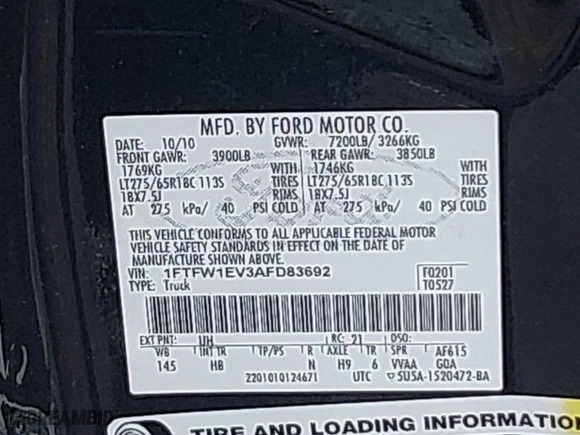 MFD. BY FORD MOTOR CO.
DATE: 10/10 GVWR: 7200LB/ 3266KG
FRONT GAWR: 3900LB REAR GAWR: 3850LB
1769KG WITH 1746KG WITH
LT275/65R18C 113S TIRES LT275/65R18C 113S TIRES
18X7.5J RIMS 18X7.5J RIMS
AT 275 kPa/ 40 PSI COLD AT 275 kPa/ 40 PSI COLD
THIS VEHICLE CONFORMS TO ALL APPLICABLE FEDERAL MOTOR
VEHICLE SAFETY STANDARDS IN EFFECT ON THE DATE OF
MANUFACTURE SHOWN ABOVE.
VIN: 1FTFW1EV3AFD83692 F0201
TYPE: Truck T0527
EXT PNT: UH RC: 21 DSO:
WB INT TR TP/PS R AXLE TR SPR AF615
145 HB N H9 6 VVAA GOA
Z201010124671 UTC 5U5A-1520472-BA
TIRE AND LOADING INFORMATION